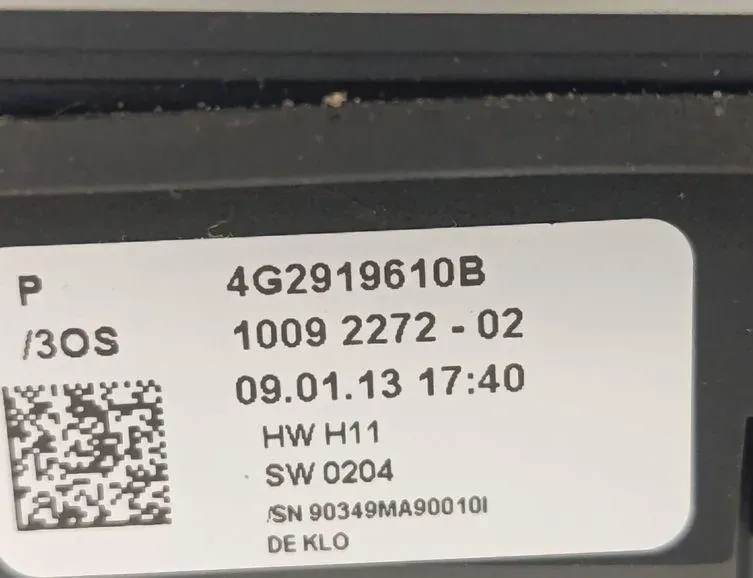 P 4G2919610B
/3OS 1009 2272 - 02
09.01.13 17:40
HW H11
SW 0204
/SN 90349MA90010I
DE KLO